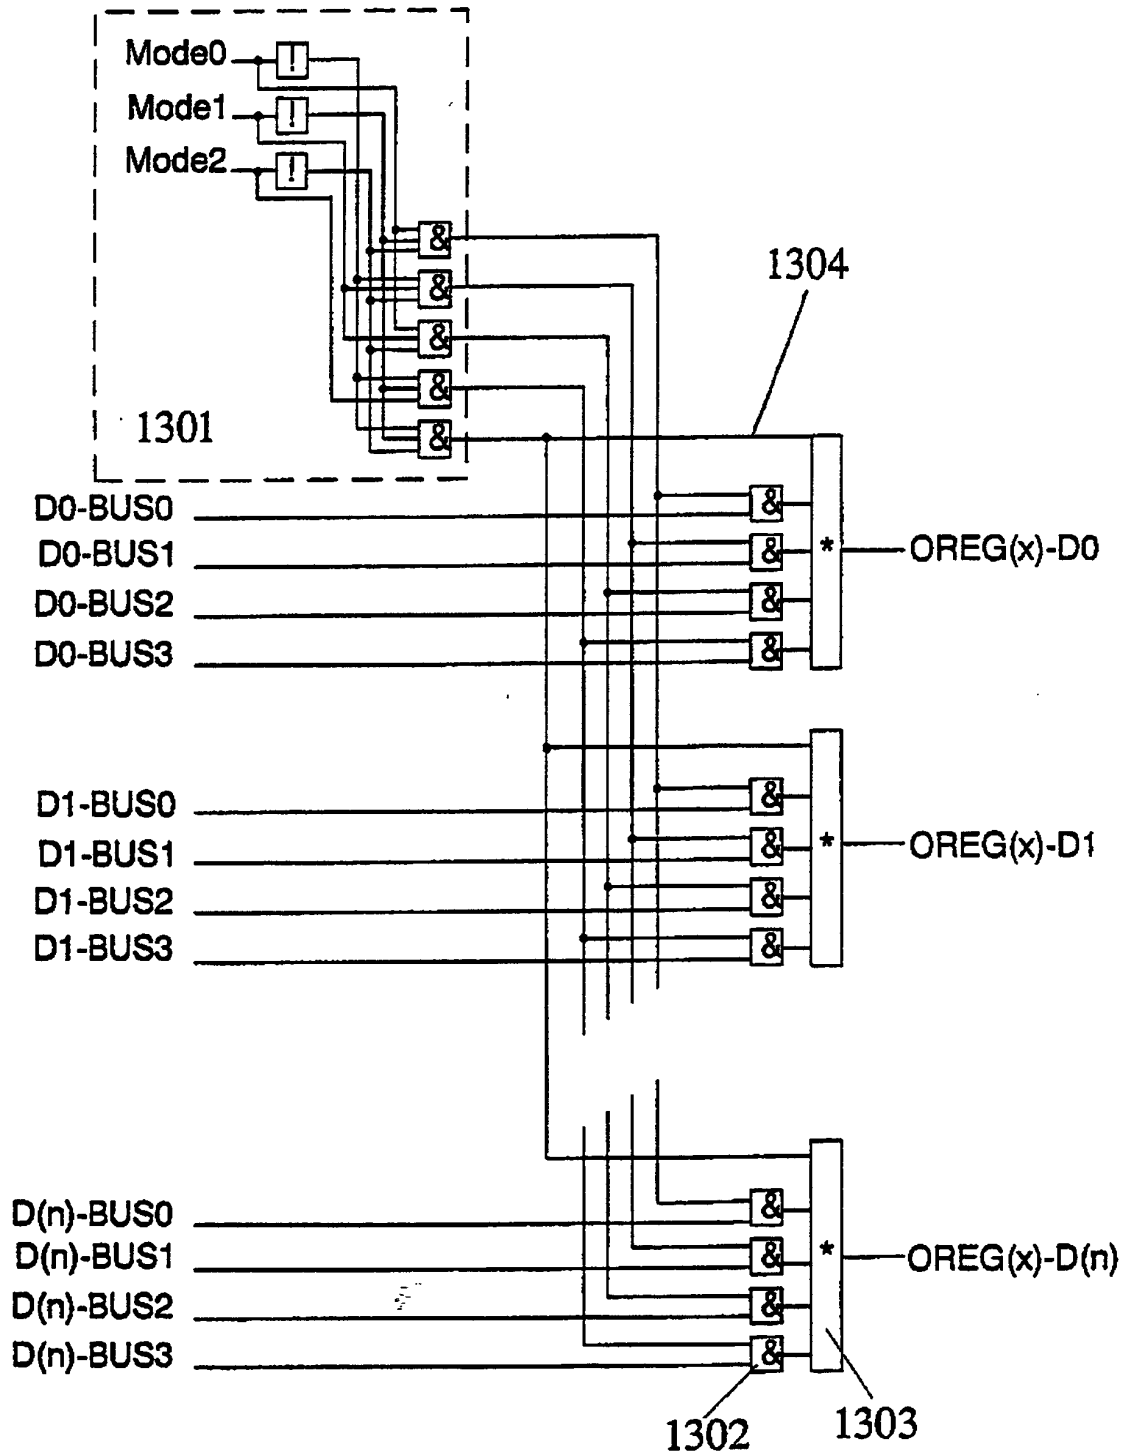 Mode0
!
Mode1
!
Mode2
!
&
&
&
&
&
1301
1304
D0-BUS0
&
D0-BUS1
&
*
OREG(x)-D0
D0-BUS2
&
D0-BUS3
&
D1-BUS0
&
D1-BUS1
&
*
OREG(x)-D1
D1-BUS2
&
D1-BUS3
&
D(n)-BUS0
&
D(n)-BUS1
&
*
OREG(x)-D(n)
D(n)-BUS2
&
D(n)-BUS3
&
1302
1303